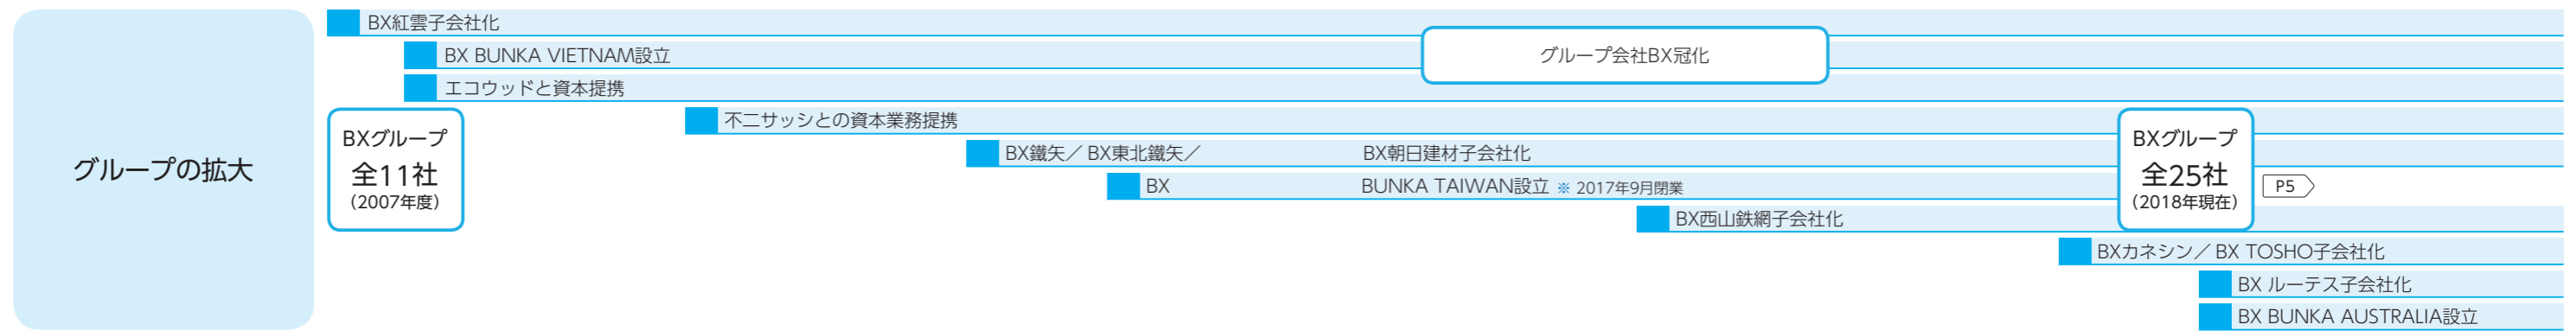 グループの拡大
BX紅雲子会社化
BX BUNKA VIETNAM設立
グループ会社BX冠化
エコウッドと資本提携
BXグループ
全11社
（2007年度）
不二サッシとの資本業務提携
BX鐵矢／ BX東北鐵矢／ BX朝日建材子会社化
BX BUNKA TAIWAN設立 ※ 2017年9月閉業
BXグループ
全25社
（2018年現在）
P5
BX西山鉄網子会社化
BXカネシン／ BX TOSHO子会社化
BX ルーテス子会社化
BX BUNKA AUSTRALIA設立